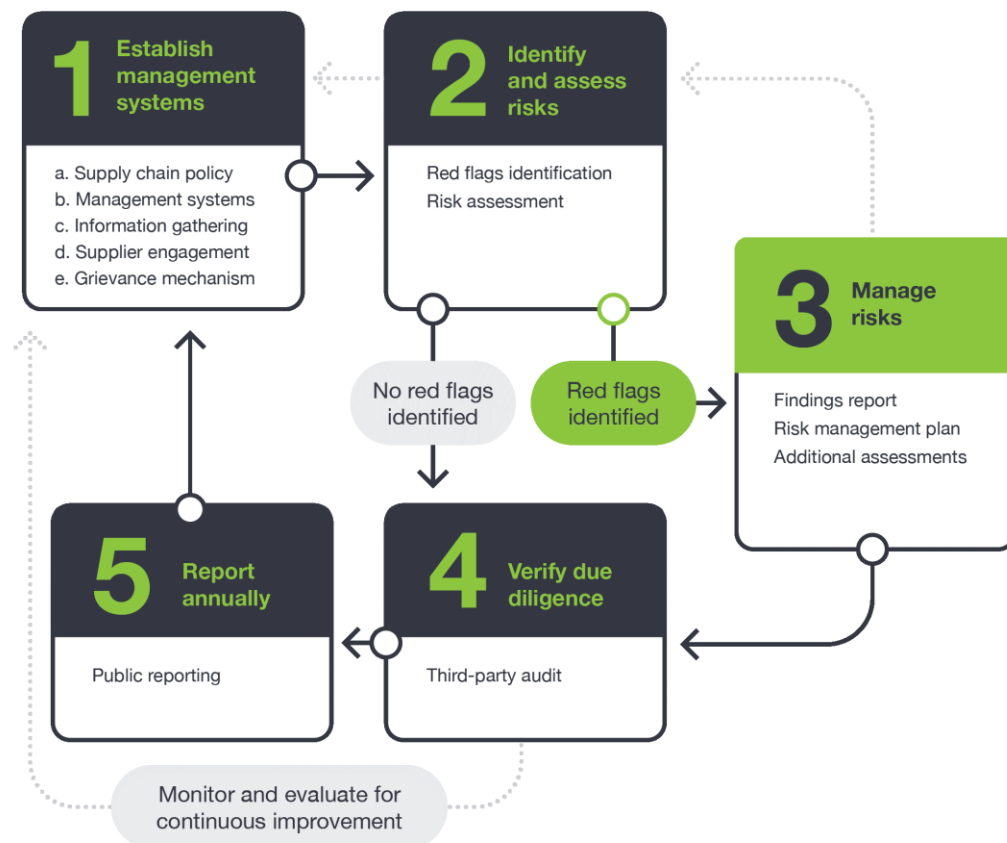 1
Establish
management
systems
a. Supply chain policy
b. Management systems
c. Information gathering
d. Supplier engagement
e. Grievance mechanism
2
Identify
and assess
risks
Red flags identification
Risk assessment
No red flags
identified
Red flags
identified
3
Manage
risks
Findings report
Risk management plan
Additional assessments
4
Verify due
diligence
Third-party audit
5
Report
annually
Public reporting
Monitor and evaluate for
continuous improvement